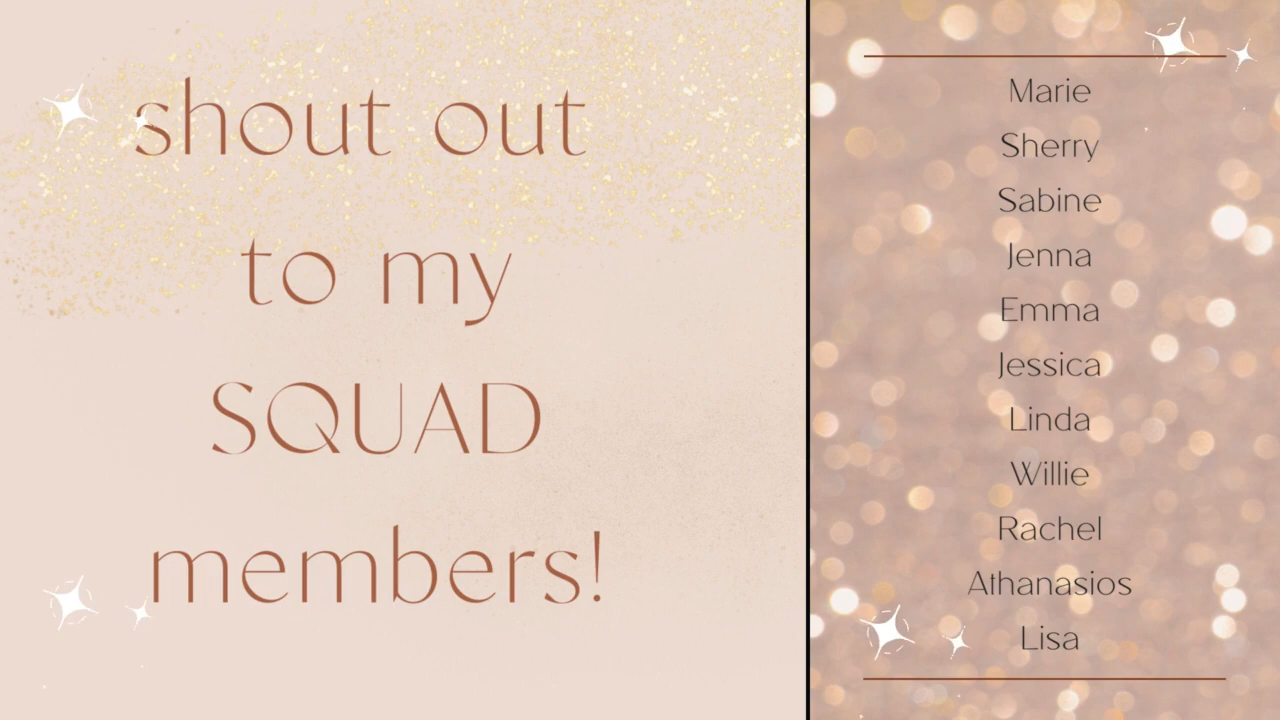 shout out
to my
SQUAD
members!
Marie
Sherry
Sabine
Jenna
Emma
Jessica
Linda
Willie
Rachel
Athanasios
Lisa